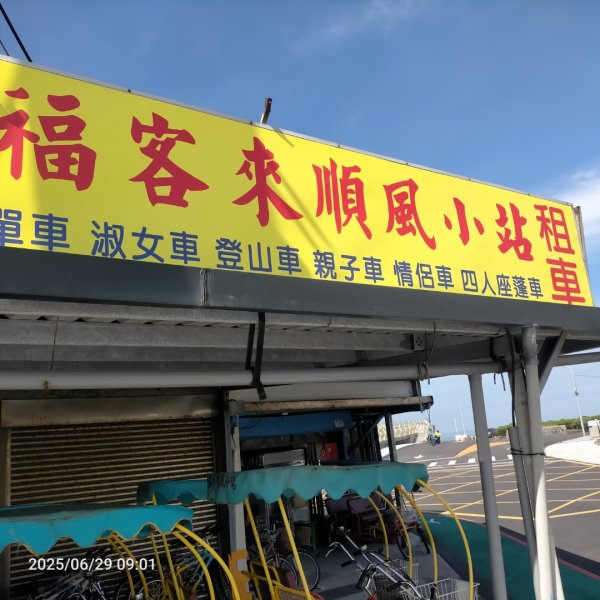 福客來順風小站
租車
單車 淑女車 登山車 親子車 情侶車 四人座蓬車
2025/06/29 09:01